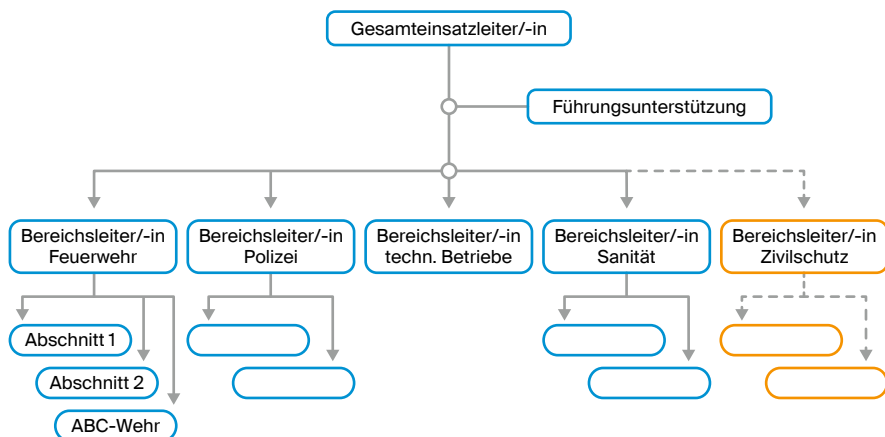 Gesamteinsatzleiter/-in
Führungsunterstützung
Bereichsleiter/-in
Feuerwehr
Bereichsleiter/-in
Polizei
Bereichsleiter/-in
techn. Betriebe
Bereichsleiter/-in
Sanität
Bereichsleiter/-in
Zivilschutz
Abschnitt 1
Abschnitt 2
ABC-Wehr